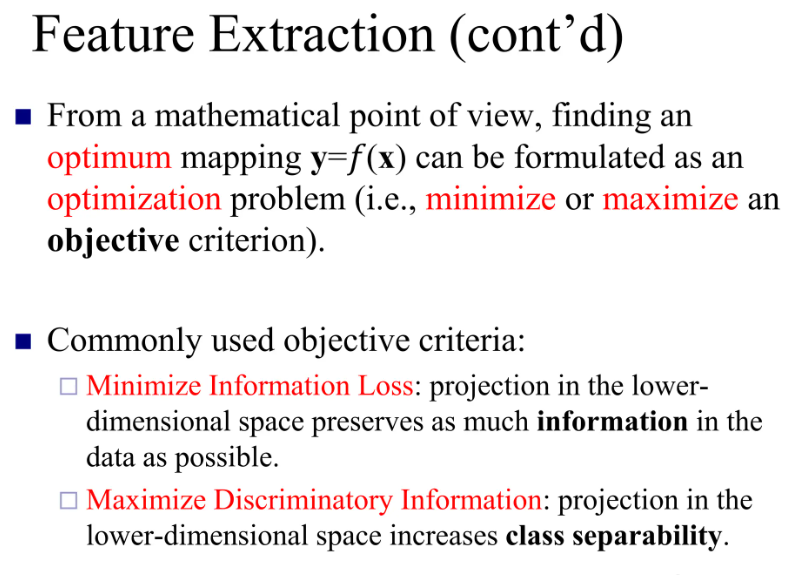 Feature Extraction (cont’d)
From a mathematical point of view, finding an
optimum mapping y=f(x) can be formulated as an
optimization problem (i.e., minimize or maximize an
objective criterion).
Commonly used objective criteria:
Minimize Information Loss: projection in the lower-
dimensional space preserves as much information in the
data as possible.
Maximize Discriminatory Information: projection in the
lower-dimensional space increases class separability.